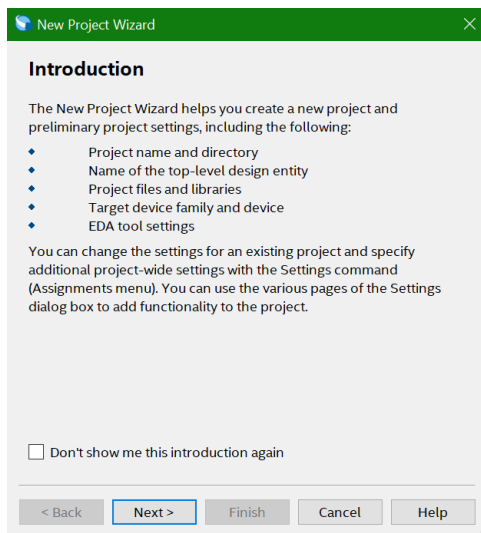 New Project Wizard
Introduction
The New Project Wizard helps you create a new project and
preliminary project settings, including the following:
Project name and directory
Name of the top-level design entity
Project files and libraries
Target device family and device
EDA tool settings
You can change the settings for an existing project and specify
additional project-wide settings with the Settings command
(Assignments menu). You can use the various pages of the Settings
dialog box to add functionality to the project.
Don't show me this introduction again
< Back Next > Finish Cancel Help